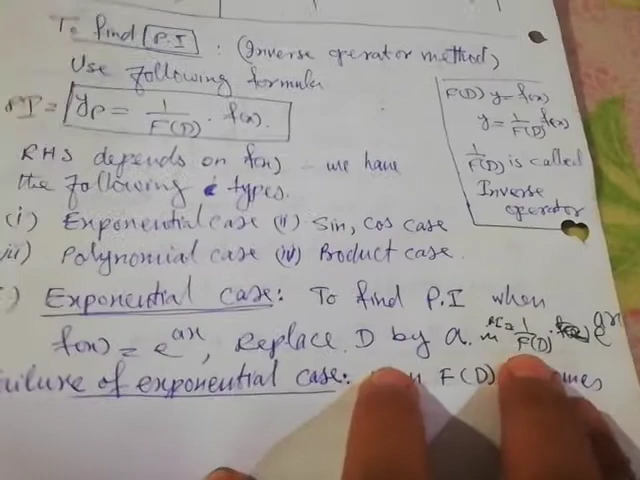 To find P.I : (Inverse operator method)
Use following formula
PI = yp = 1/F(D) . f(x).
F(D) y = f(x)
y = 1/F(D) f(x)
1/F(D) is called
Inverse
operator
RHS depends on f(x) we have
the following types.
(i) Exponential case (ii) Sin, cos case
iii) Polynomial case (iv) Product case.
Exponential case: To find P.I when
f(x) = e^ax, Replace D by a. in 1/F(D)
failure of exponential case: F(D)